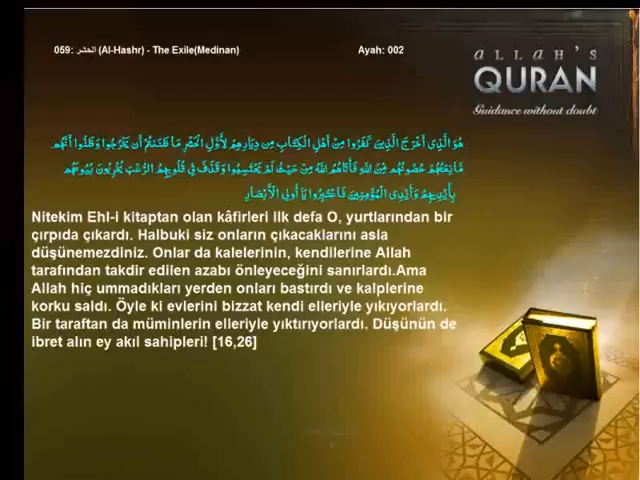 059: الحشر (Al-Hashr) - The Exile(Medinan) Ayah: 002
ALLAH'S
QURAN
Guidance without doubt
هُوَ الَّذِي أَخْرَجَ الَّذِينَ كَفَرُوا مِنْ أَهْلِ الْكِتَابِ مِن دِيَارِهِمْ لِأَوَّلِ الْحَشْرِ مَا ظَنَنتُمْ أَن يَخْرُجُوا وَظَنُّوا أَنَّهُم
مَّانِعَتُهُمْ حُصُونُهُم مِّنَ اللَّهِ فَأَتَاهُمُ اللَّهُ مِنْ حَيْثُ لَمْ يَحْتَسِبُوا وَقَذَفَ فِي قُلُوبِهِمُ الرُّعْبَ يُخْرِبُونَ بُيُوتَهُم
بِأَيْدِيهِمْ وَأَيْدِي الْمُؤْمِنِينَ فَاعْتَبِرُوا يَا أُولِي الْأَبْصَارِ
Nitekim Ehl-i kitaptan olan kâfirleri ilk defa O, yurtlarından bir
çırpıda çıkardı. Halbuki siz onların çıkacaklarını asla
düşünemezdiniz. Onlar da kalelerinin, kendilerine Allah
tarafından takdir edilen azabı önleyeceğini sanırlardı.Ama
Allah hiç ummadıkları yerden onları bastırdı ve kalplerine
korku saldı. Öyle ki evlerini bizzat kendi elleriyle yıkıyorlardı.
Bir taraftan da müminlerin elleriyle yıktırıyorlardı. Düşünün de
ibret alın ey akıl sahipleri! [16,26]